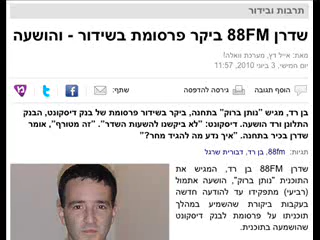 תרבות ובידור
שדרן 88FM ביקר פרסומת בשידור - והושעה
מאת: אייל דץ, מערכת וואלה!
יום חמישי, 3 ביוני 2010, 11:57
שתף
גירסה להדפסה
הוסף תגובה
בן רד, מגיש "נותן ברוק" בתחנה, ביקר בשידור פרסומת של בנק דיסקונט, הבנק
התלונן ורד הושעה. דיסקונט: "לא ביקשנו להשעות השדר". "זה מטורף", אומר
שדרן בכיר בתחנה. "איך נדע מה להגיד מחר?"
תגיות: 88fm, בן רד, דבורית שרגל
שדרן 88FM בן רד, המגיש את
התוכנית "נותן ברוק", הושעה אתמול
(רביעי) מתפקידו עד להודעה חדשה
בעקבות ביקורת שהשמיע במהלך
תוכניתו על פרסומת לבנק דיסקונט
שהושמעה בתוכנית.